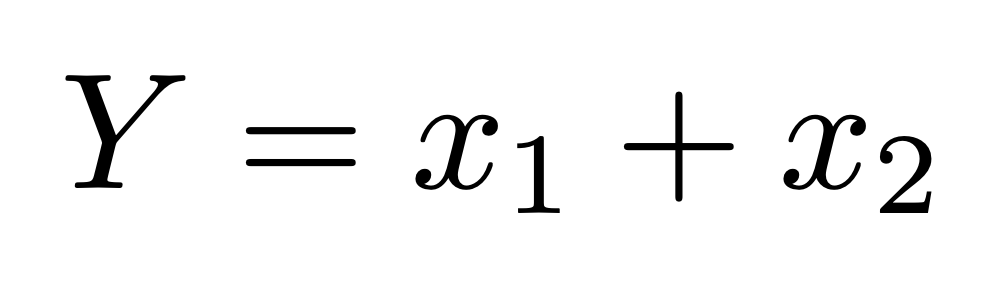 Y = x₁ + x₂